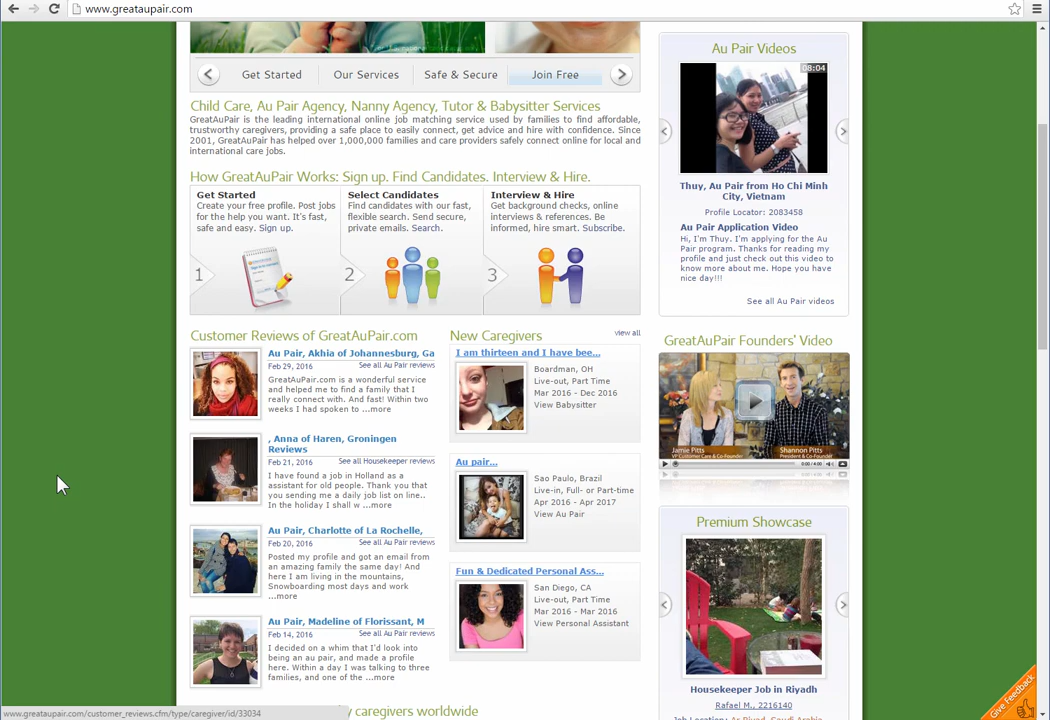 www.greataupair.com
Get Started
Our Services
Safe & Secure
Join Free
Child Care, Au Pair Agency, Nanny Agency, Tutor & Babysitter Services
GreatAuPair is the leading international online job matching service used by families to find affordable,
trustworthy caregivers, providing a safe place to easily connect, get advice and hire with confidence. Since
2001, GreatAuPair has helped over 1,000,000 families and care providers safely connect online for local and
international care jobs.
How GreatAuPair Works: Sign up. Find Candidates. Interview & Hire.
Get Started
Create your free profile. Post jobs
for the help you want. It's fast,
safe and easy. Sign up.
1
Select Candidates
Find candidates with our fast,
flexible search. Send secure,
private emails. Search.
2
Interview & Hire
Get background checks, online
interviews & references. Be
informed, hire smart. Subscribe.
3
Customer Reviews of GreatAuPair.com
Au Pair, Akhia of Johannesburg, Ga
Feb 29, 2016 See all Au Pair reviews
GreatAuPair.com is a wonderful service
and helped me to find a family that I
really connect with. And fast! Within two
weeks I had spoken to ...more
, Anna of Haren, Groningen
Reviews
Feb 21, 2016 See all Housekeeper reviews
I have found a job in Holland as a
assistant for old people. Thank you that
you sending me a daily job list on line..
In the holiday I shall w ...more
Au Pair, Charlotte of La Rochelle,
Feb 20, 2016 See all Au Pair reviews
Posted my profile and got an email from
an amazing family the same day! And
here I am living in the mountains,
Snowboarding most days and work
...more
Au Pair, Madeline of Florissant, M
Feb 14, 2016 See all Au Pair reviews
I decided on a whim that I'd look into
being an au pair, and made a profile
here. Within a day I was talking to three
families, and one of the ...more
New Caregivers
view all
I am thirteen and I have bee...
Boardman, OH
Live-out, Part Time
Mar 2016 - Dec 2016
View Babysitter
Au pair...
Sao Paulo, Brazil
Live-in, Full- or Part-time
Apr 2016 - Apr 2017
View Au Pair
Fun & Dedicated Personal Ass...
San Diego, CA
Live-out, Part Time
Mar 2016 - Mar 2016
View Personal Assistant
Au Pair Videos
08:04
Thuy, Au Pair from Ho Chi Minh
City, Vietnam
Profile Locator: 2083458
Au Pair Application Video
Hi, I'm Thuy. I'm applying for the Au
Pair program. Thanks for reading my
profile and just check out this video to
know more about me. Hope you have
nice day!!!
See all Au Pair videos
GreatAuPair Founders' Video
Jamie Pitts
VP Customer Care & Co-Founder
Shannon Pitts
President & Co-Founder
0:00 / 4:00
Premium Showcase
Housekeeper Job in Riyadh
Rafael M., 2216140
Job Location: Ar Riyad, Saudi Arabia
Give Feedback
www.greataupair.com/customer_reviews.cfm/type/caregiver/id/33034
y caregivers worldwide